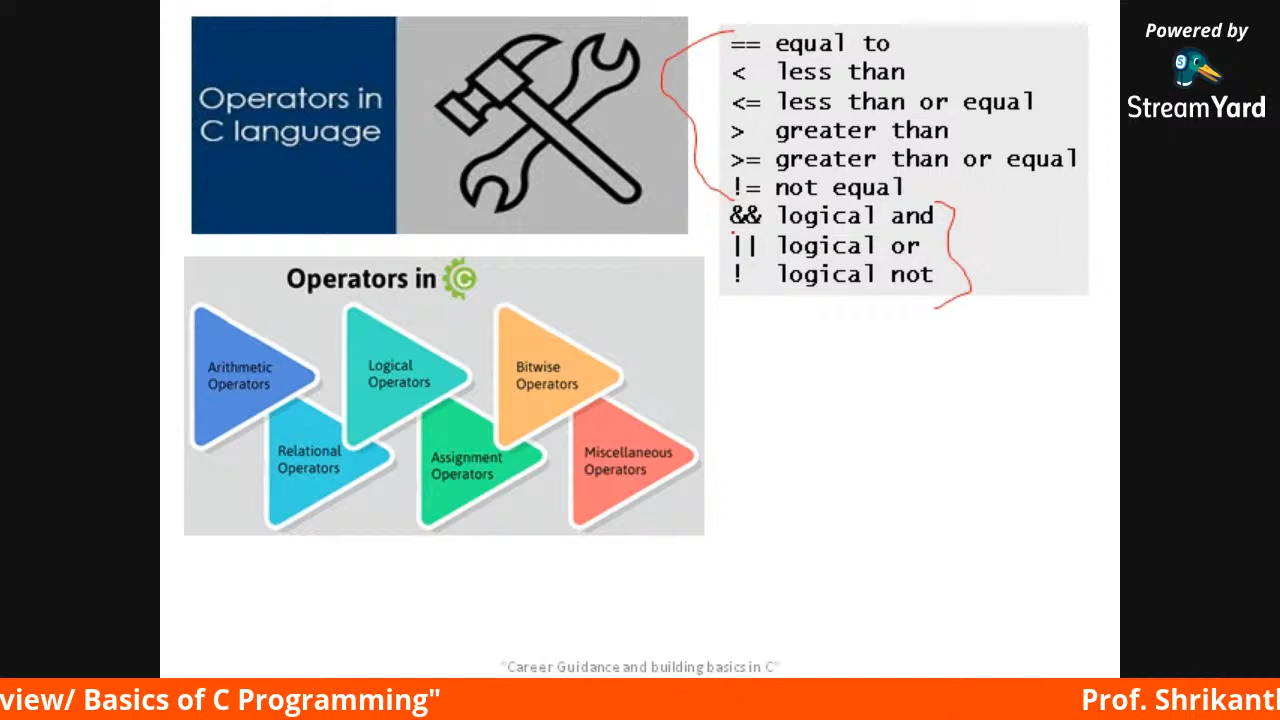 Operators in
C language
== equal to
< less than
<= less than or equal
> greater than
>= greater than or equal
!= not equal
&& logical and
|| logical or
! logical not
Powered by
StreamYard
Operators in C
Arithmetic
Operators
Logical
Operators
Bitwise
Operators
Relational
Operators
Assignment
Operators
Miscellaneous
Operators
"Career Guidance and building basics in C"
view/ Basics of C Programming"
Prof. Shrikant